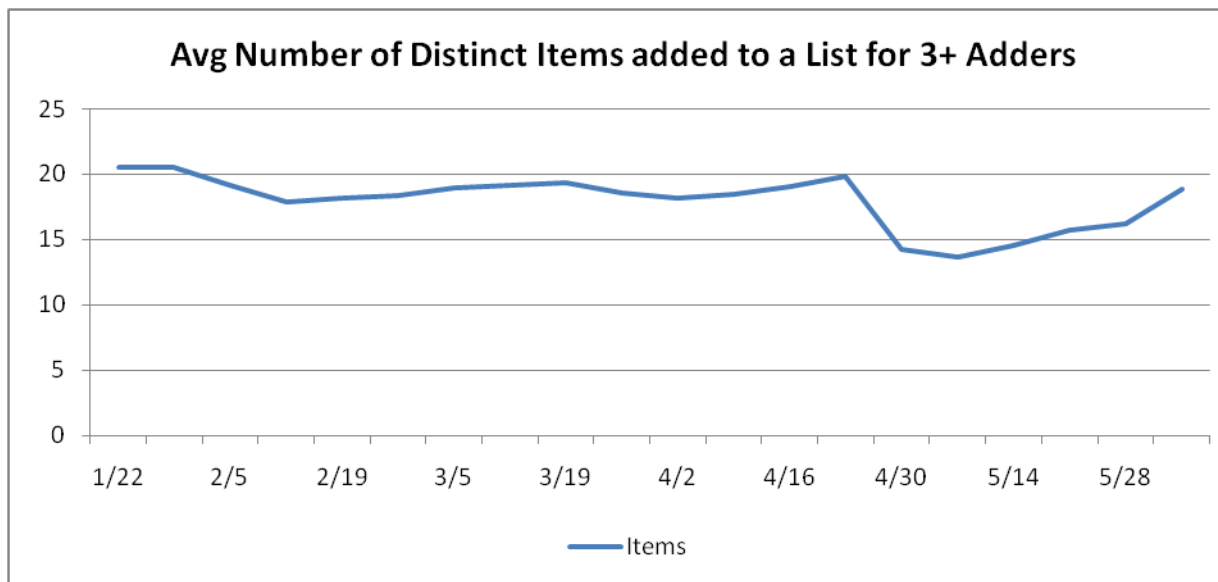 Avg Number of Distinct Items added to a List for 3+ Adders
25
20
15
10
5
0
1/22 2/5 2/19 3/5 3/19 4/2 4/16 4/30 5/14 5/28
Items